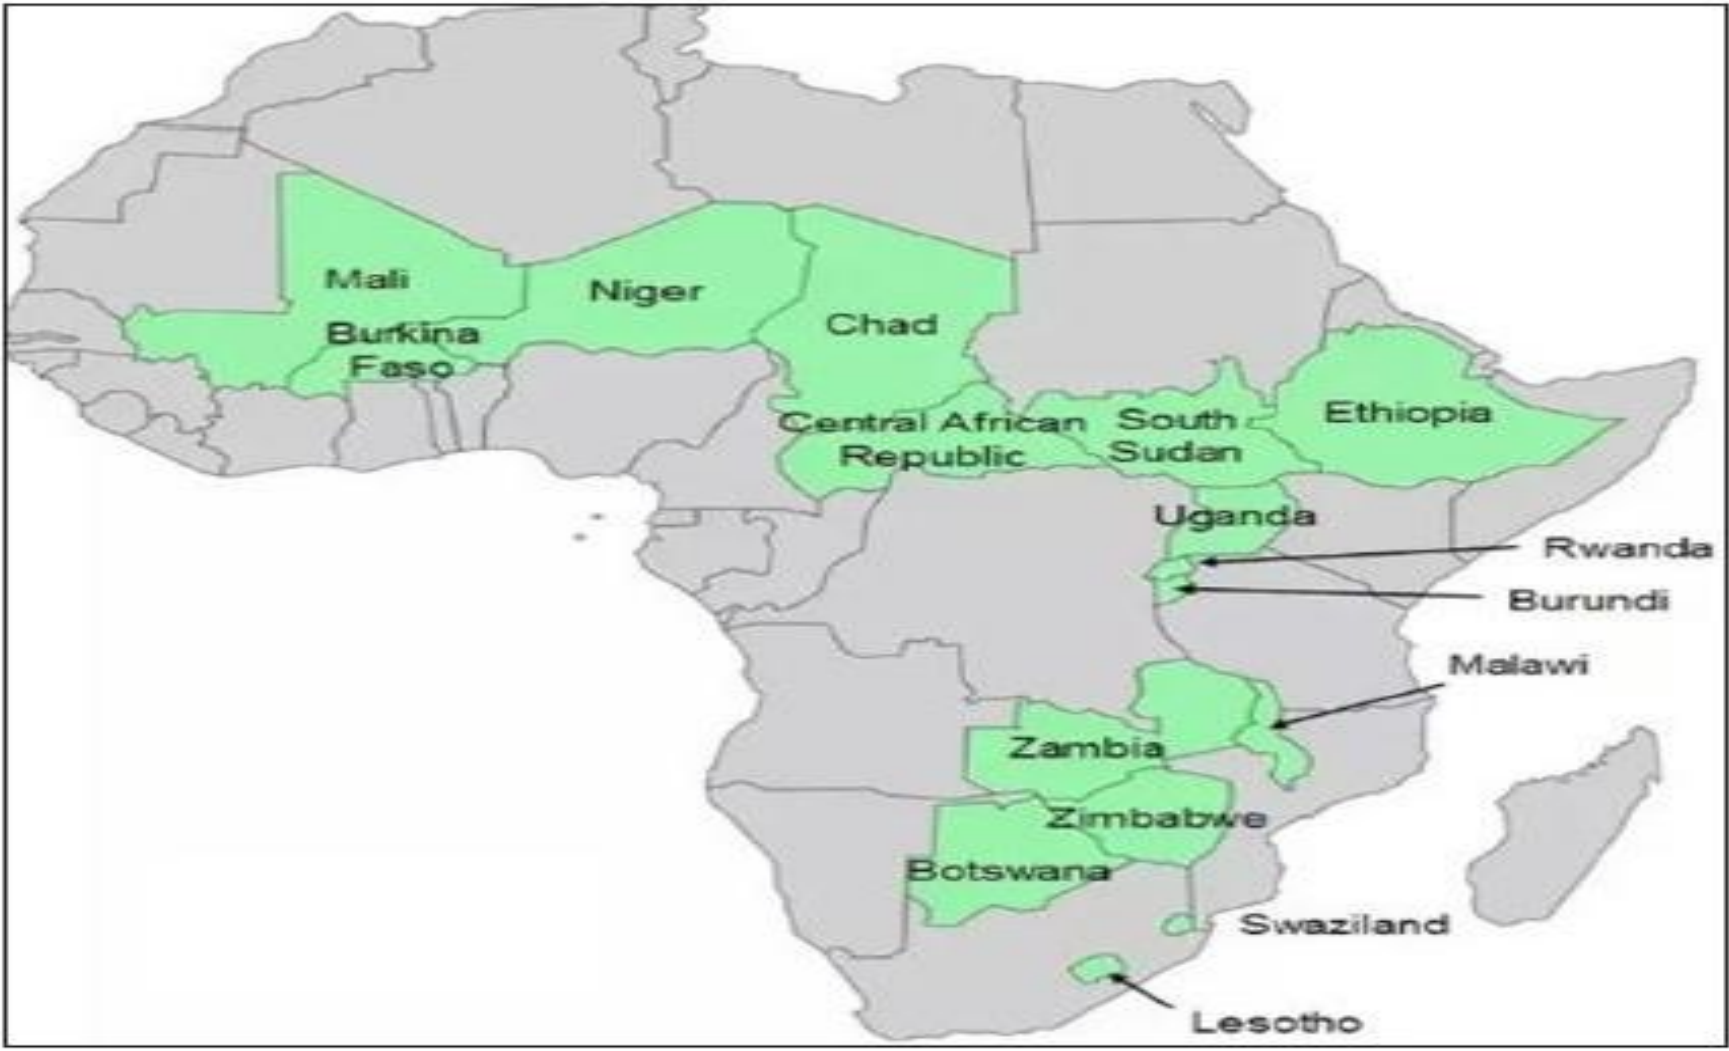 Mali
Niger
Chad
Burkina
Faso
Central African
Republic
South
Sudan
Ethiopia
Uganda
Rwanda
Burundi
Malawi
Zambia
Zimbabwe
Botswana
Swaziland
Lesotho